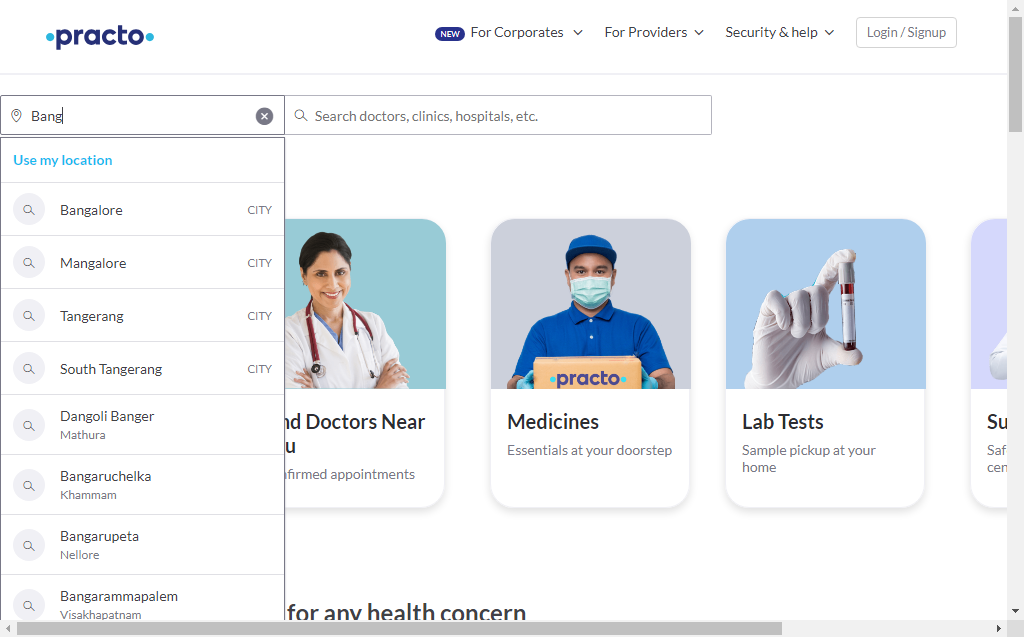 practo
NEW For Corporates
For Providers
Security & help
Login / Signup
Bang
Search doctors, clinics, hospitals, etc.
Use my location
Bangalore CITY
Mangalore CITY
Tangerang CITY
South Tangerang CITY
Dangoli Banger
Mathura
Bangaruchelka
Khammam
Bangarupeta
Nellore
Bangarammapalem
Visakhapatnam
nd Doctors Near
u
nfirmed appointments
practo
Medicines
Essentials at your doorstep
Lab Tests
Sample pickup at your
home
Su
Saf
cen
for any health concern